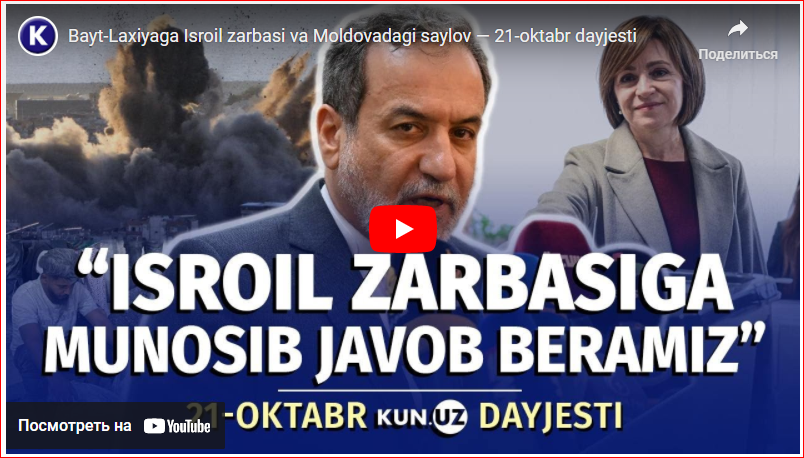 K
Bayt-Laxiyaga Isroil zarbasi va Moldovadagi saylov — 21-oktabr dayjesti
Поделиться
“ISROIL ZARBASIGA
MUNOSIB JAVOB BERAMIZ”
21-OKTABR KUN.UZ DAYJESTI
Посмотреть на YouTube